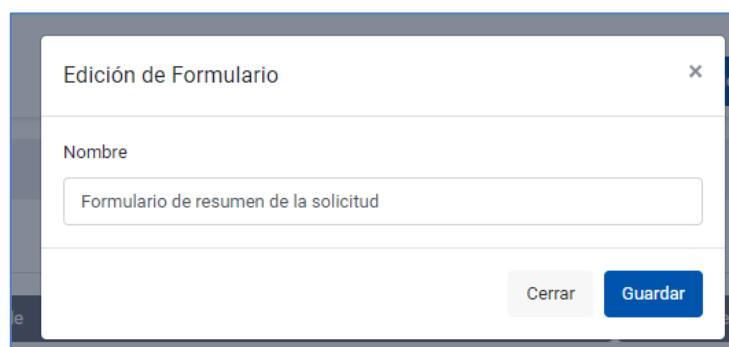 Edición de Formulario
×
Nombre
Formulario de resumen de la solicitud
Cerrar
Guardar